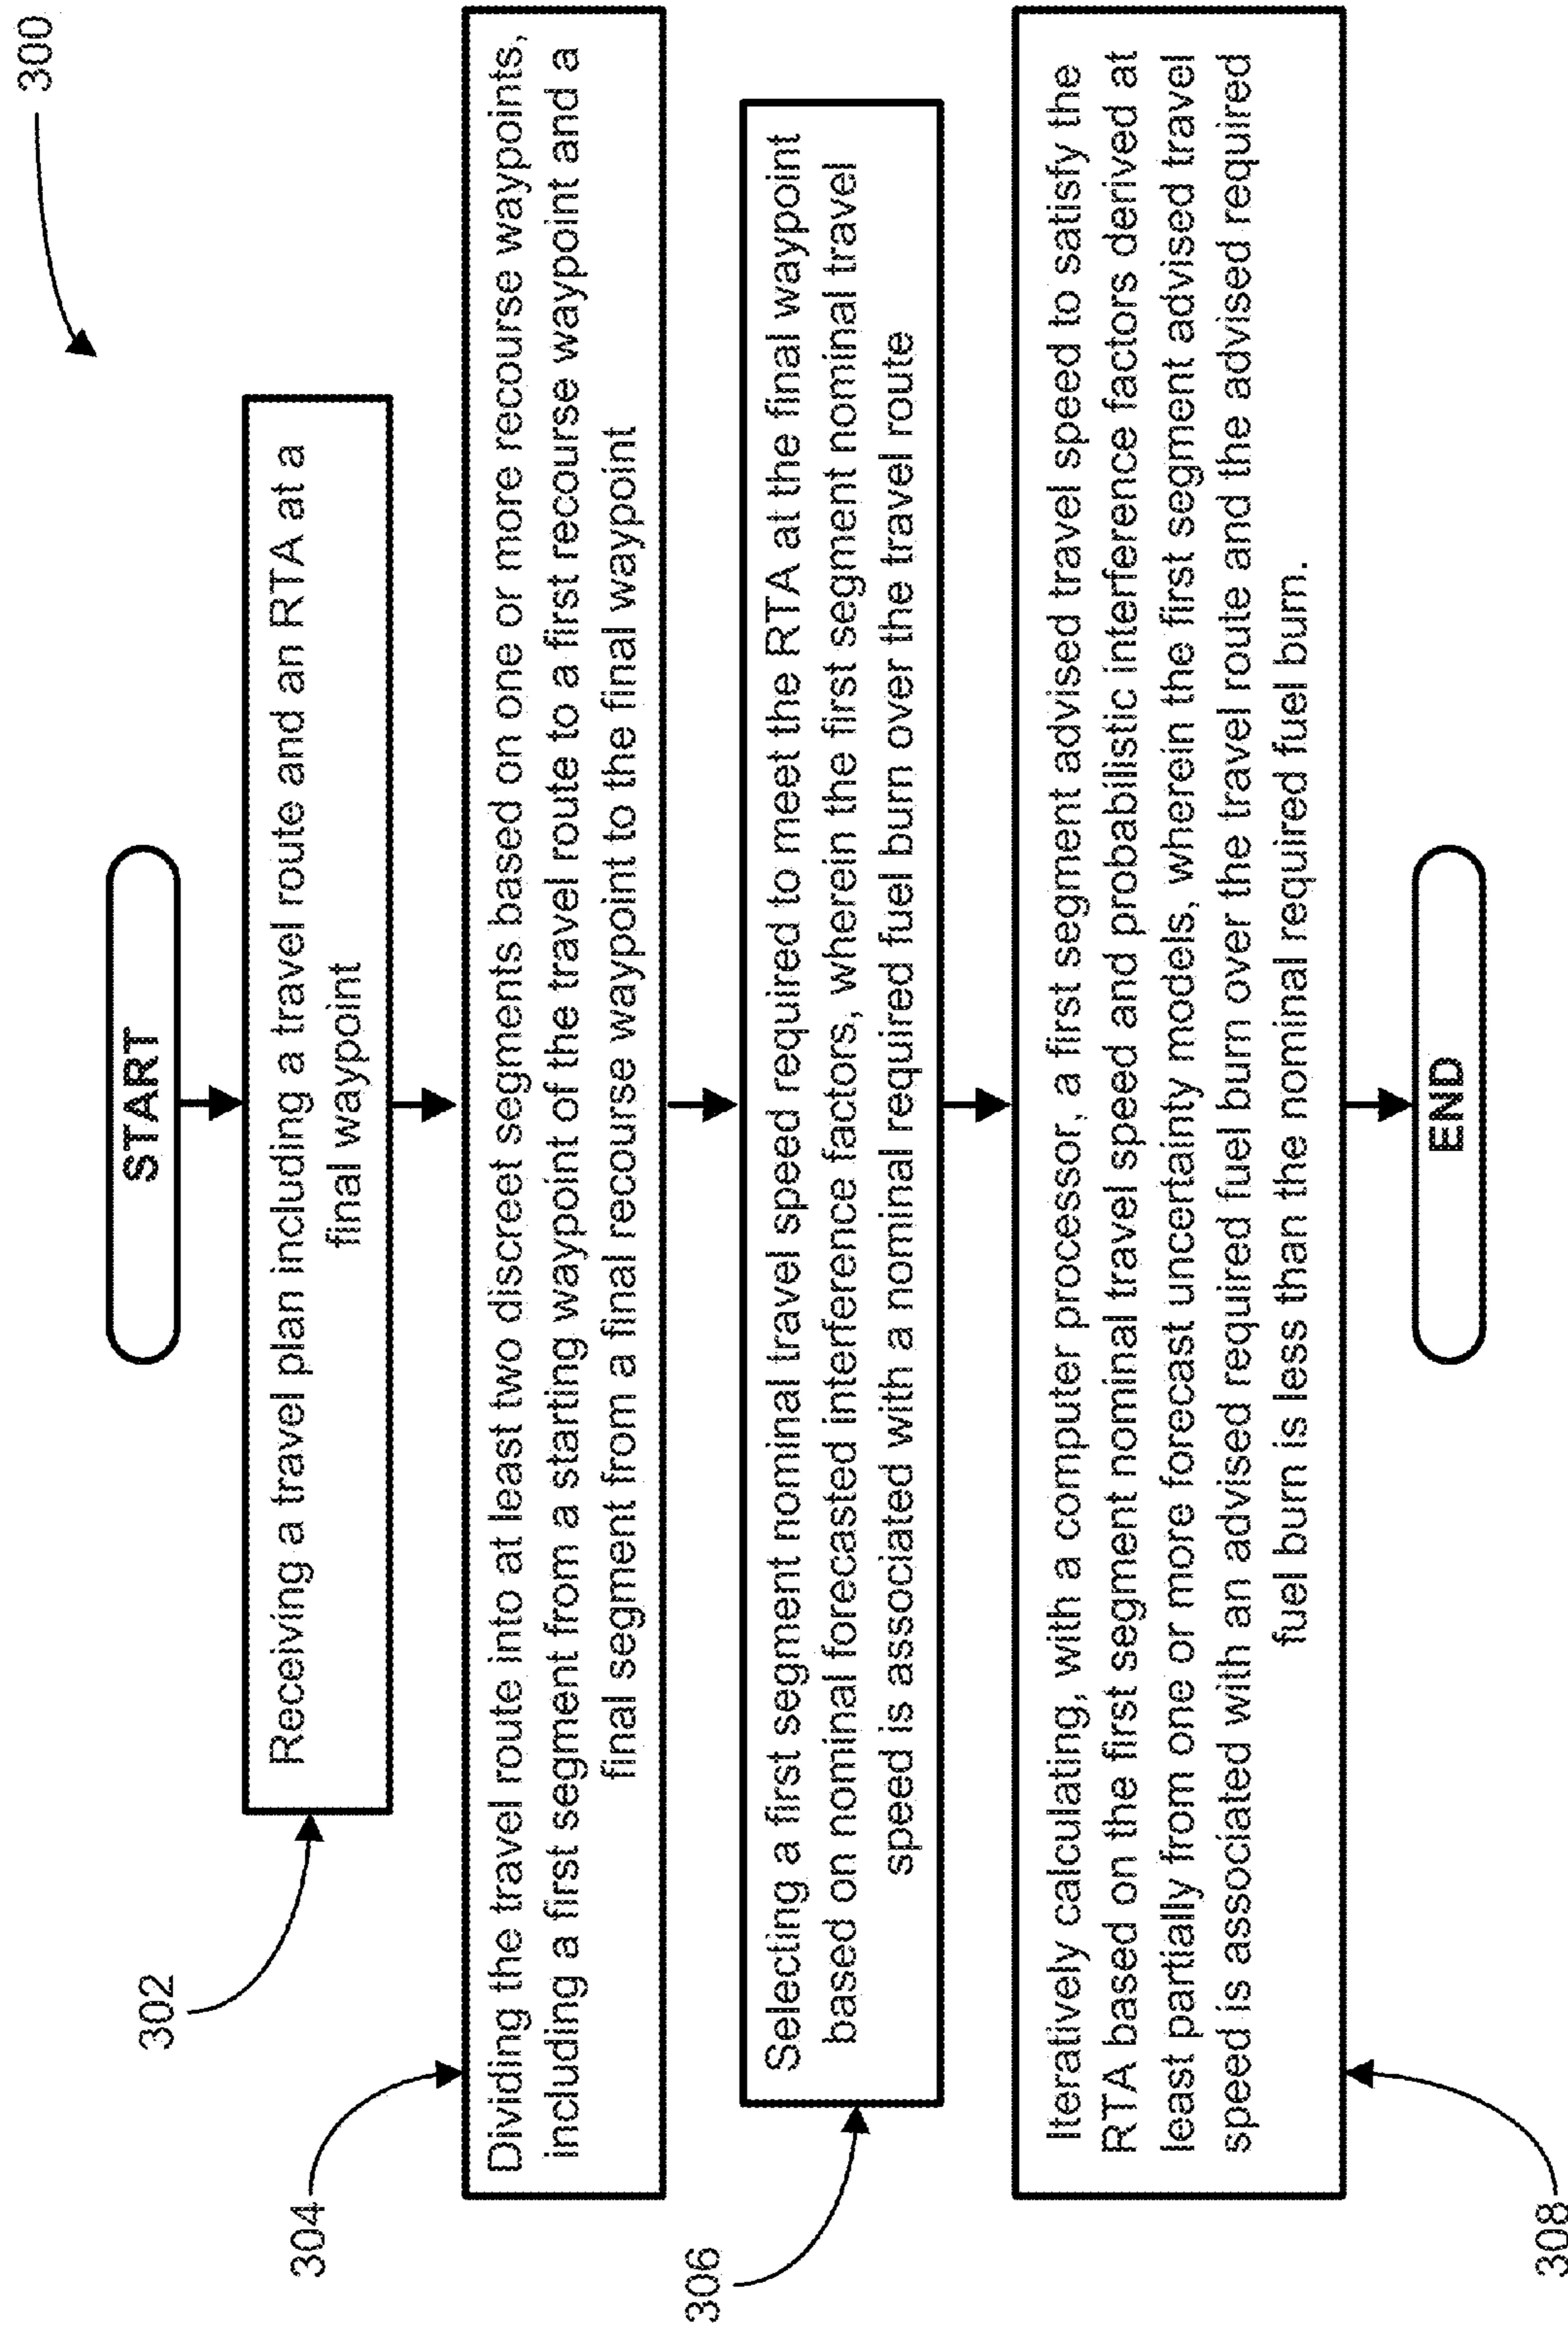 300
START
302
Receiving a travel plan including a travel route and an RTA at a
final waypoint
304
Dividing the travel route into at least two discreet segments based on one or more recourse waypoints,
including a first segment from a starting waypoint of the travel route to a first recourse waypoint and a
final segment from a final recourse waypoint to the final waypoint
306
Selecting a first segment nominal travel speed required to meet the RTA at the final waypoint
based on nominal forecasted interference factors, wherein the first segment nominal travel
speed is associated with a nominal required fuel burn over the travel route
308
Iteratively calculating, with a computer processor, a first segment advised travel speed to satisfy the
RTA based on the first segment nominal travel speed and probabilistic interference factors derived at
least partially from one or more forecast uncertainty models, wherein the first segment advised travel
speed is associated with an advised required fuel burn over the travel route and the advised required
fuel burn is less than the nominal required fuel burn.
END